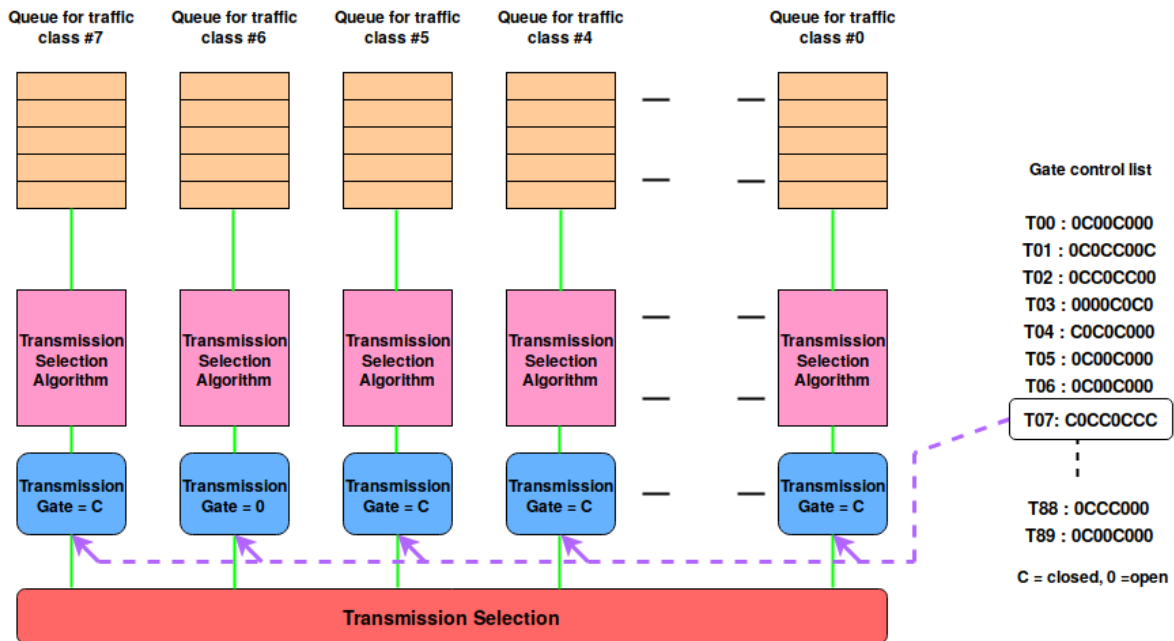 Queue for traffic
class #7
Queue for traffic
class #6
Queue for traffic
class #5
Queue for traffic
class #4
Queue for traffic
class #0
Transmission
Selection
Algorithm
Transmission
Selection
Algorithm
Transmission
Selection
Algorithm
Transmission
Selection
Algorithm
Transmission
Selection
Algorithm
Transmission
Gate = C
Transmission
Gate = 0
Transmission
Gate = C
Transmission
Gate = C
Transmission
Gate = C
Transmission Selection
Gate control list
T00 : 0C00C000
T01 : 0C0CC00C
T02 : 0CC0CC00
T03 : 0000C0C0
T04 : C0C0C000
T05 : 0C00C000
T06 : 0C00C000
T07: C0CC0CCC
T88 : 0CCC000
T89 : 0C00C000
C = closed, 0 =open